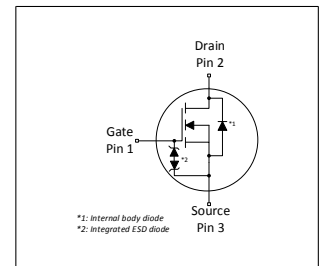 Drain
Pin 2
*1
Gate
Pin 1
*2
Source
Pin 3
*1: Internal body diode
*2: Integrated ESD diode